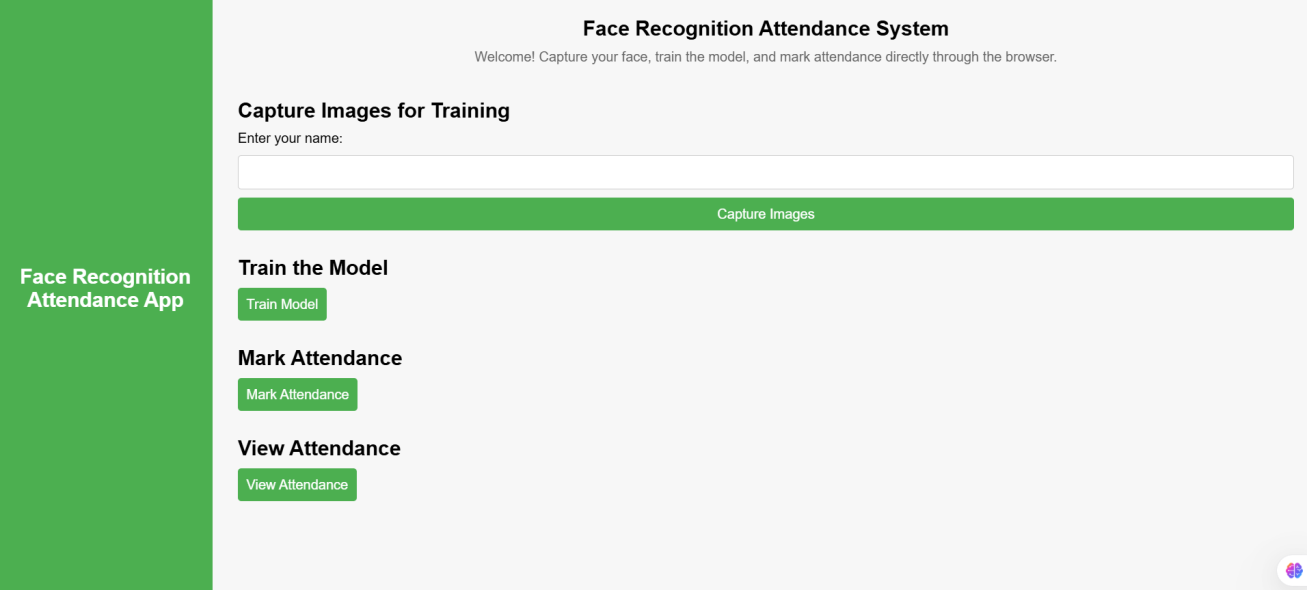 Face Recognition
Attendance App
Face Recognition Attendance System
Welcome! Capture your face, train the model, and mark attendance directly through the browser.
Capture Images for Training
Enter your name:
Capture Images
Train the Model
Train Model
Mark Attendance
Mark Attendance
View Attendance
View Attendance